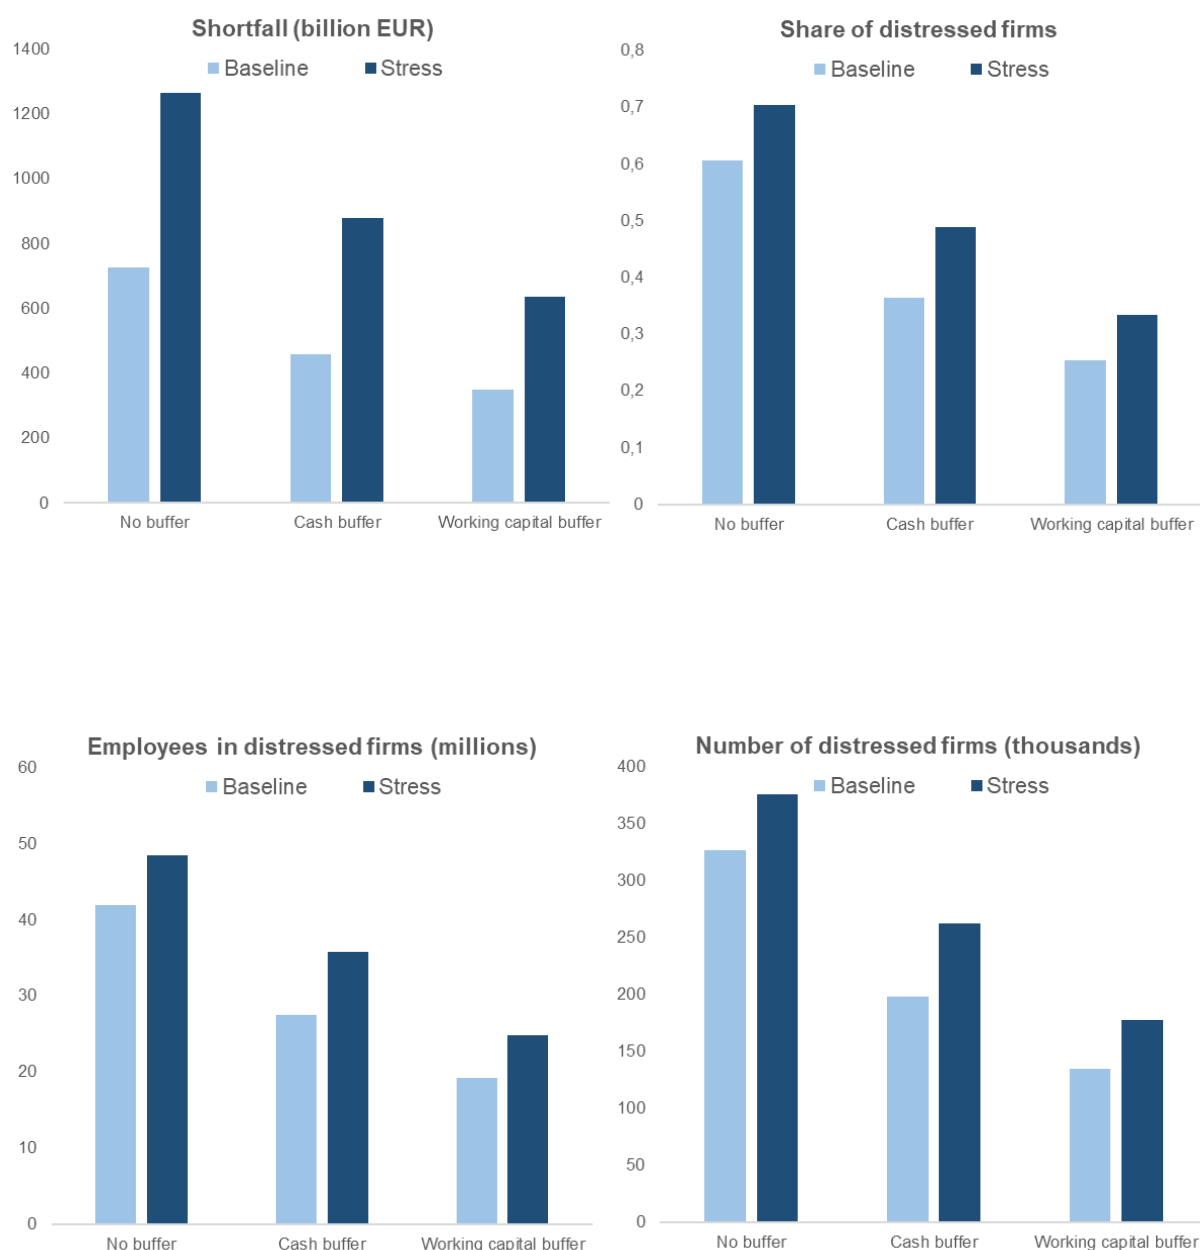 Shortfall (billion EUR)
Baseline Stress
1400
1200
1000
800
600
400
200
0
No buffer Cash buffer Working capital buffer
Share of distressed firms
Baseline Stress
0,8
0,7
0,6
0,5
0,4
0,3
0,2
0,1
0
No buffer Cash buffer Working capital buffer
Employees in distressed firms (millions)
Baseline Stress
60
50
40
30
20
10
0
No buffer Cash buffer Working capital buffer
Number of distressed firms (thousands)
Baseline Stress
400
350
300
250
200
150
100
50
0
No buffer Cash buffer Working capital buffer